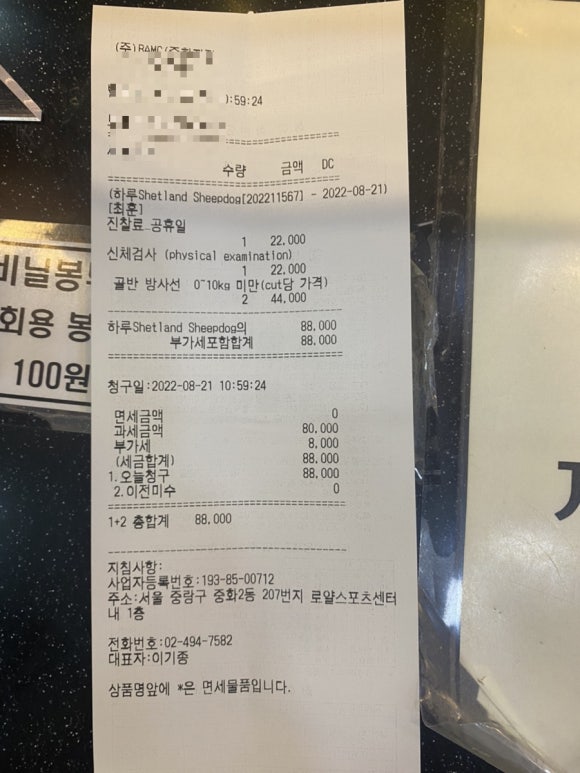 (주)BAMC
:59:24
수량 금액 DC
(하루Shetland Sheepdog[202211567] - 2022-08-21)
[최훈]
진찰료_공휴일
1 22,000
신체검사 (physical examination)
1 22,000
골반 방사선 0~10kg 미만(cut당 가격)
2 44,000
하루Shetland Sheepdog의 88,000
부가세포함합계 88,000
청구일:2022-08-21 10:59:24
면세금액 0
과세금액 80,000
부가세 8,000
(세금합계) 88,000
1.오늘청구 88,000
2.이전미수 0
1+2 총합계 88,000
지침사항:
사업자등록번호:193-85-00712
주소:서울 중랑구 중화2동 207번지 로얄스포츠센터
내 1층
전화번호:02-494-7582
대표자:이기종
상품명앞에 *은 면세물품입니다.
비닐봉
회용 봉
100원